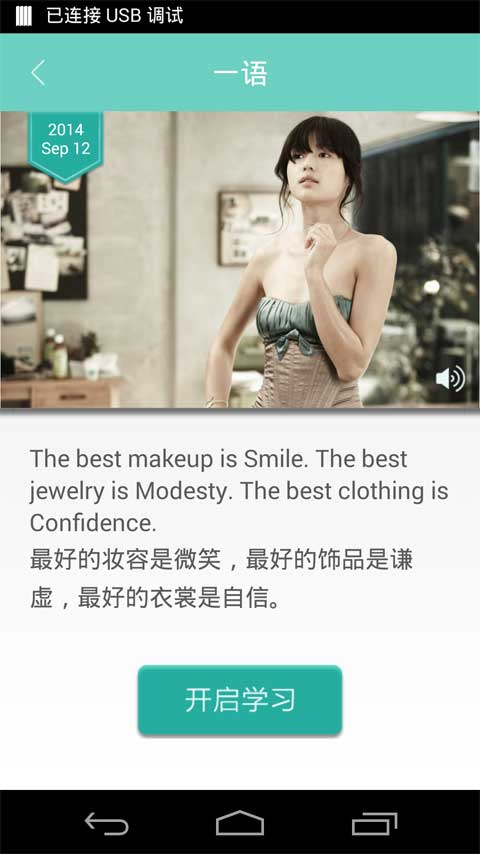 已连接 USB 调试
一语
2014
Sep 12
The best makeup is Smile. The best
jewelry is Modesty. The best clothing is
Confidence.
最好的妆容是微笑，最好的饰品是谦
虚，最好的衣裳是自信。
开启学习